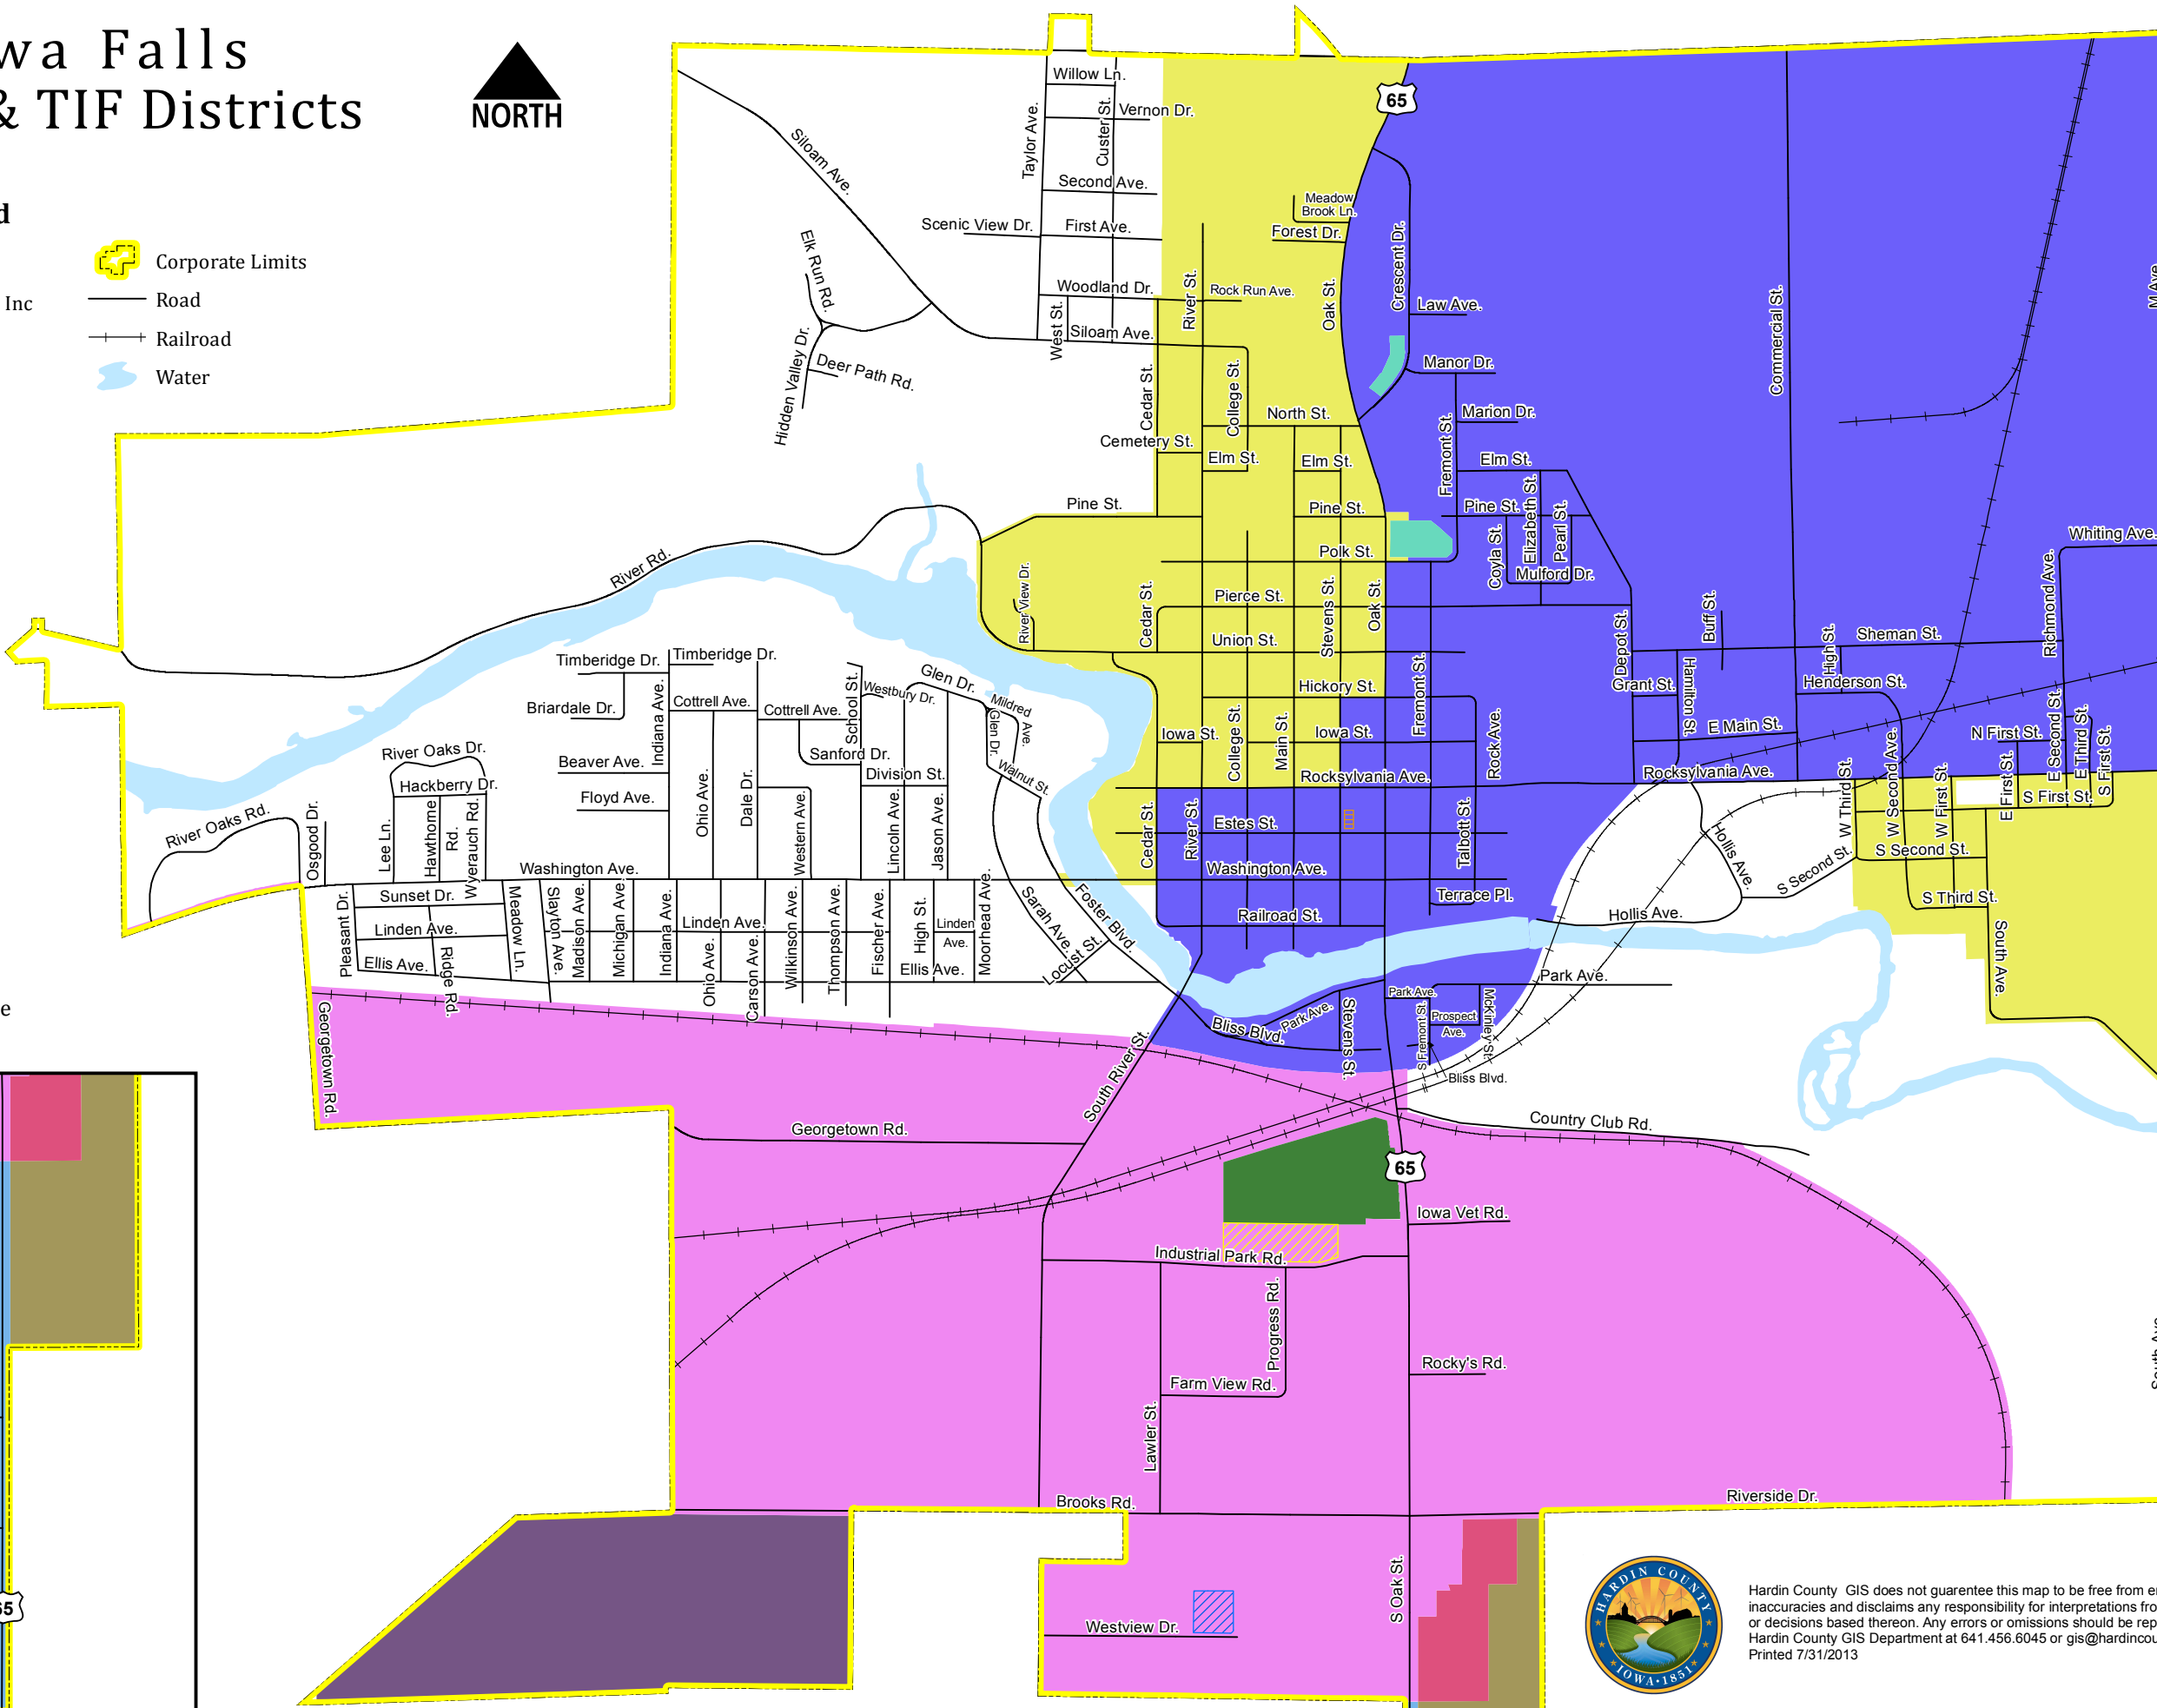 wa Falls
& TIF Districts
NORTH
d
Corporate Limits
Inc
Road
Railroad
Water
e
65
65
65
Willow Ln.
Vernon Dr.
Taylor Ave.
Custer St.
Siloam Ave.
Second Ave.
Scenic View Dr.
First Ave.
Elk Run Rd.
Woodland Dr.
West St.
Siloam Ave.
Hidden Valley Dr.
Deer Path Rd.
Meadow
Brook Ln.
Forest Dr.
Crescent Dr.
River St.
Rock Run Ave.
Oak St.
Law Ave.
Manor Dr.
Commercial St.
M Ave.
Cedar St.
College St.
North St.
Marion Dr.
Cemetery St.
Elm St.
Elm St.
Fremont St.
Elm St.
Pine St.
Pine St.
Pine St.
Elizabeth St.
Pearl St.
Coyla St.
Mulford Dr.
Polk St.
Whiting Ave.
River Rd.
River View Dr.
Cedar St.
Pierce St.
Stevens St.
Oak St.
Union St.
Depot St.
Buff St.
Sheman St.
High St.
Richmond Ave.
Timberidge Dr.
Timberidge Dr.
Glen Dr.
Westbury Dr.
Mildred
Ave.
Glen Dr.
School St.
Indiana Ave.
Cottrell Ave.
Cottrell Ave.
Briardale Dr.
Hickory St.
Fremont St.
Grant St.
Hamilton St.
Henderson St.
River Oaks Dr.
Sanford Dr.
Beaver Ave.
Division St.
Walnut St.
Iowa St.
College St.
Main St.
Iowa St.
Rock Ave.
E Main St.
N First St.
E Second St.
E Third St.
S First St.
Hackberry Dr.
Floyd Ave.
Ohio Ave.
Dale Dr.
Western Ave.
Lincoln Ave.
Jason Ave.
Rocksylvania Ave.
Rocksylvania Ave.
River Oaks Rd.
Osgood Dr.
Lee Ln.
Hawthorne
Rd.
Wyerauch Rd.
Cedar St.
River St.
Estes St.
Talbott St.
Hollis Ave.
W Third St.
W Second Ave.
W First St.
E First St.
S First St.
Washington Ave.
Washington Ave.
S Second St.
S Second St.
Pleasant Dr.
Sunset Dr.
Meadow Ln.
Slayton Ave.
Madison Ave.
Michigan Ave.
Indiana Ave.
Linden Ave.
Ohio Ave.
Carson Ave.
Wilkinson Ave.
Thompson Ave.
Fischer Ave.
High St.
Linden
Ave.
Moorhead Ave.
Sarah Ave.
Foster Blvd.
Locust St.
Terrace Pl.
S Third St.
Railroad St.
Hollis Ave.
South Ave.
Linden Ave.
Ellis Ave.
Ridge Rd.
Ellis Ave.
Park Ave.
Park Ave.
Park Ave.
Bliss Blvd.
Stevens St.
S Fremont St.
Prospect
Ave.
McKinley St.
Bliss Blvd.
Georgetown Rd.
South River St.
Georgetown Rd.
Country Club Rd.
Iowa Vet Rd.
Industrial Park Rd.
Progress Rd.
Rocky's Rd.
Farm View Rd.
Lawler St.
South Ave.
Brooks Rd.
Riverside Dr.
S Oak St.
Westview Dr.
HARDIN COUNTY
IOWA•1851
Hardin County GIS does not guarentee this map to be free from e
inaccuracies and disclaims any responsibility for interpretations fro
or decisions based thereon. Any errors or omissions should be rep
Hardin County GIS Department at 641.456.6045 or gis@hardincou
Printed 7/31/2013